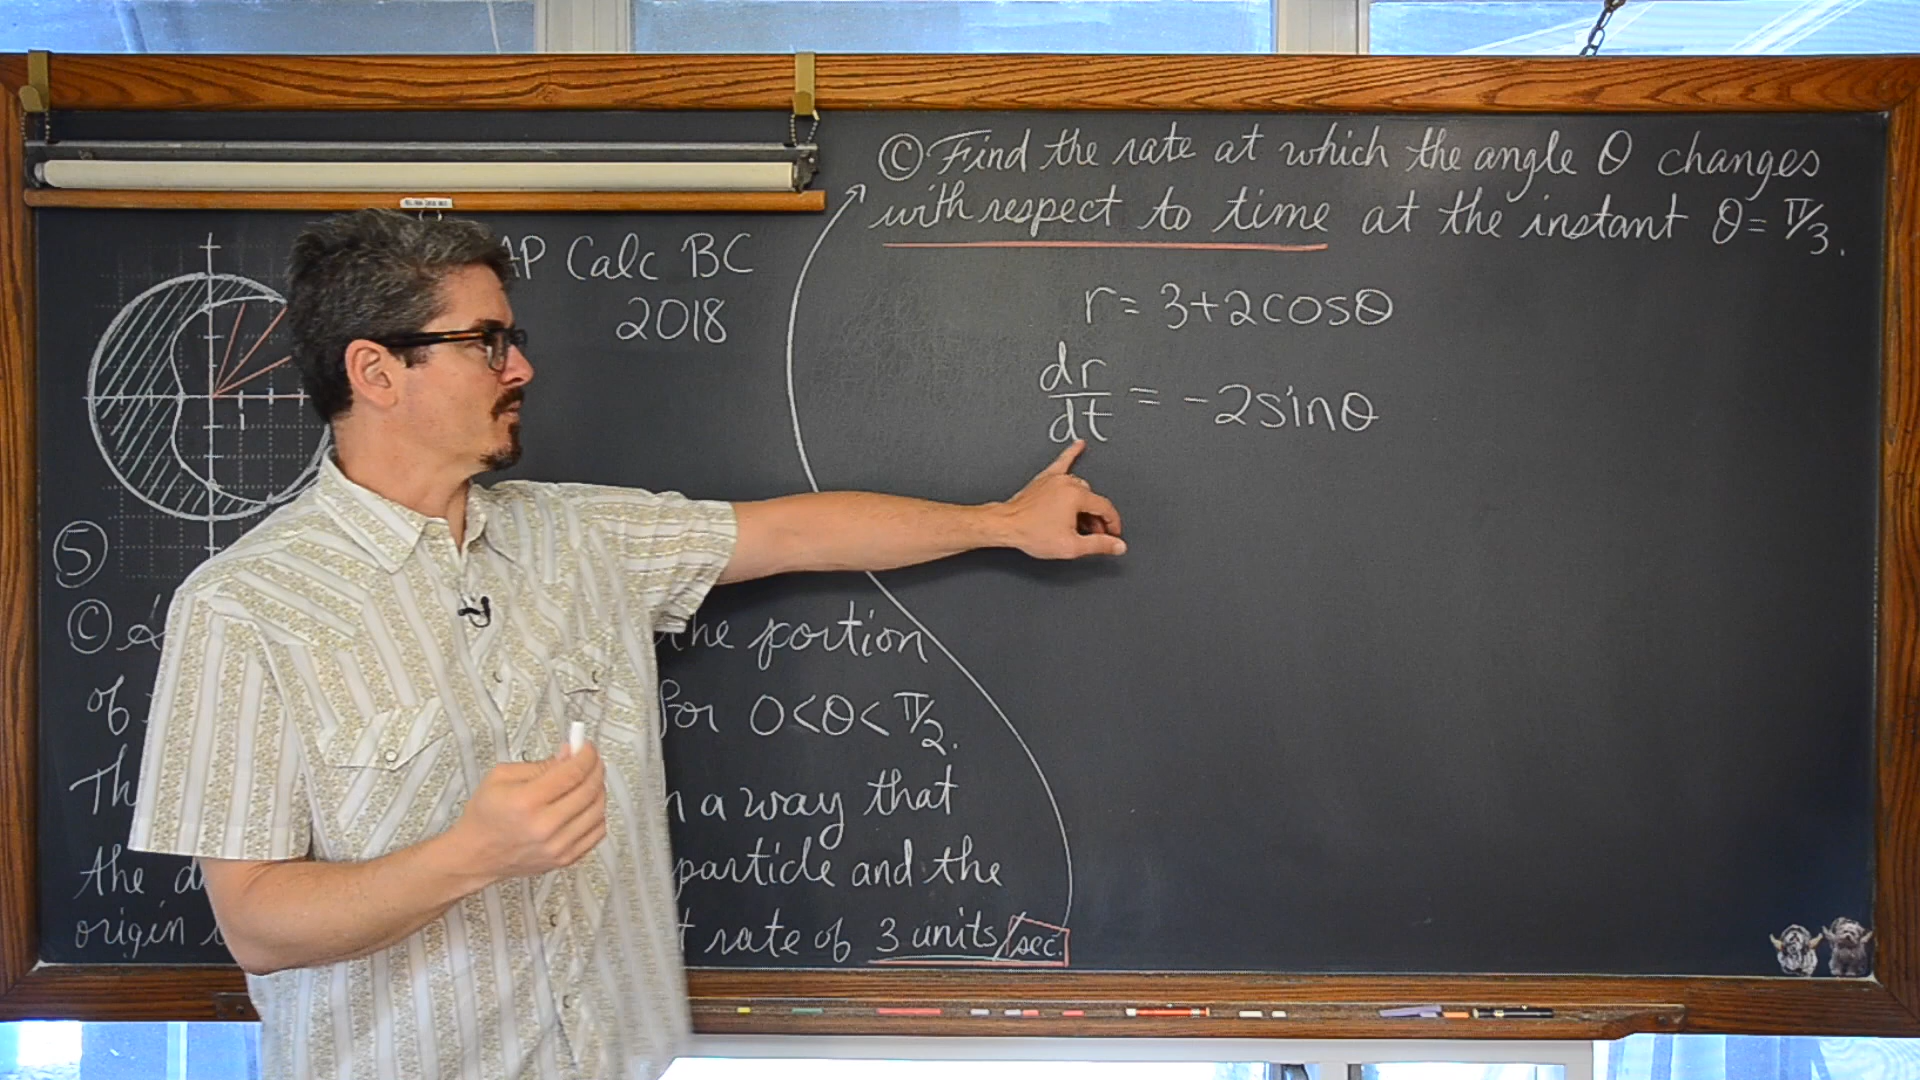 © Find the rate at which the angle θ changes
with respect to time at the instant θ = π/3.
r = 3+2cosθ
dr/dt = -2sinθ
AP Calc BC
2018
1
5
©
the portion
of for 0<θ<π/2.
a way that
the particle and the
origin rate of 3 units/sec.